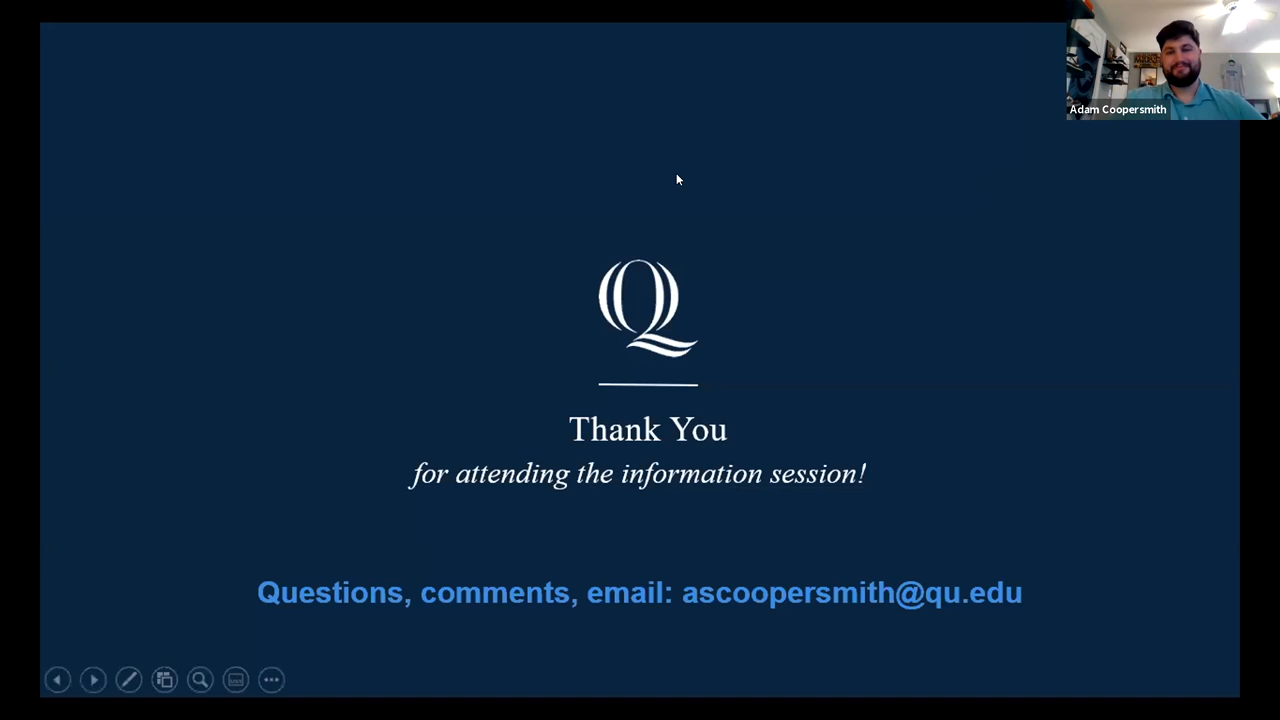 Adam Coopersmith
Q
Thank You
for attending the information session!
Questions, comments, email: ascoopersmith@qu.edu